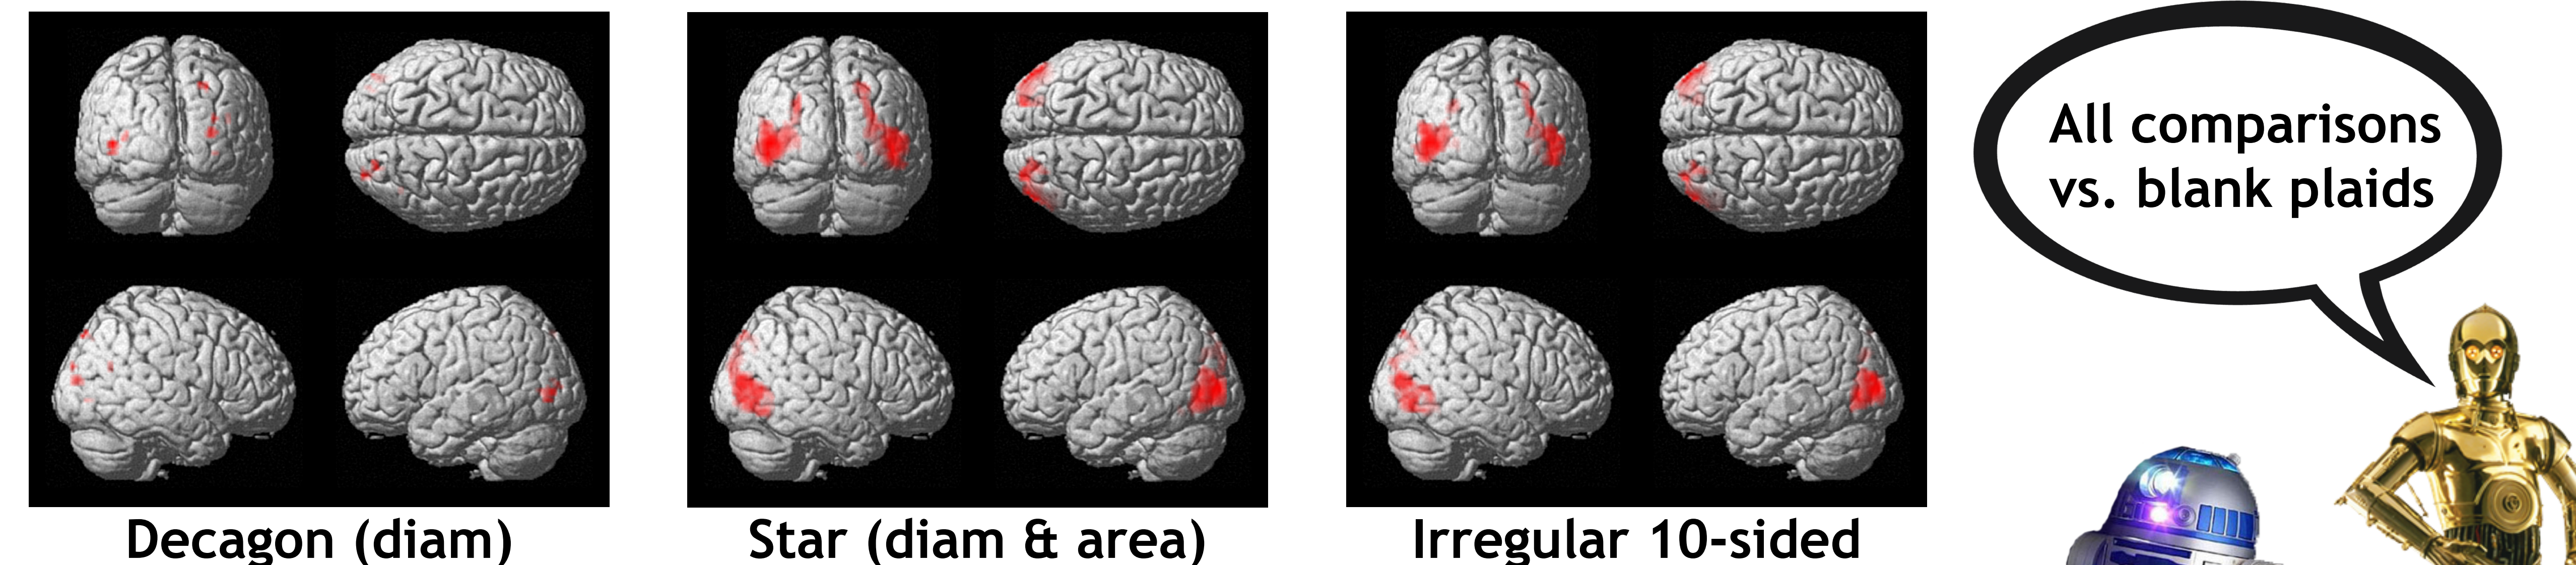 All comparisons
vs. blank plaids
Decagon (diam)
Star (diam & area)
Irregular 10-sided